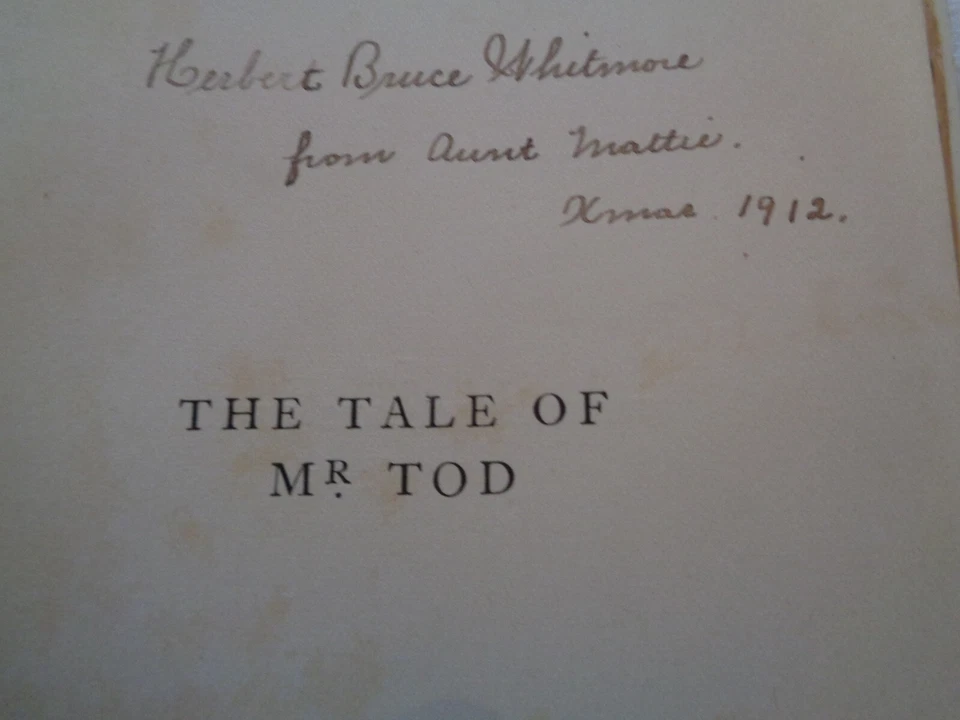 Herbert Bruce Whitmore
from Aunt Mattie.
Xmas. 1912.
THE TALE OF
MR. TOD